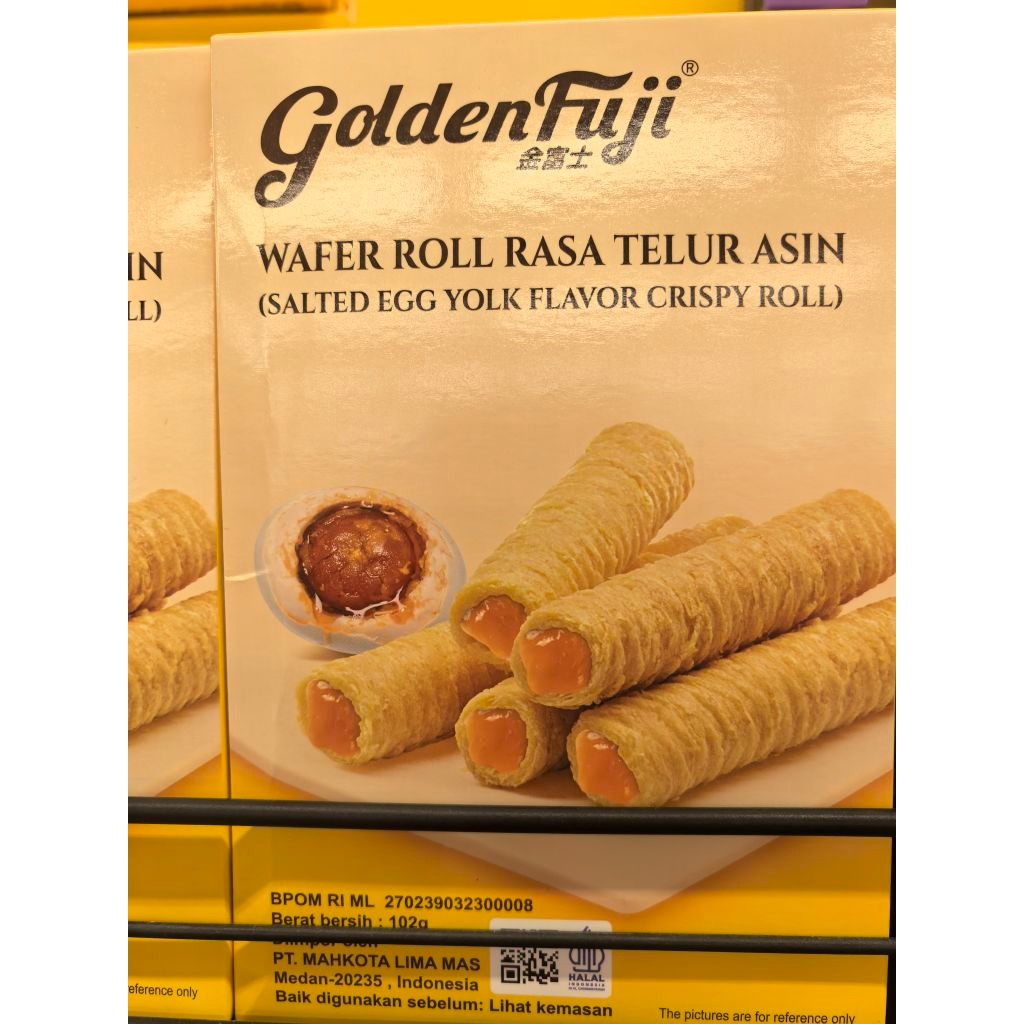 GoldenFuji®
金富士
WAFER ROLL RASA TELUR ASIN
(SALTED EGG YOLK FLAVOR CRISPY ROLL)
IN
LL)
BPOM RI ML 270239032300008
Berat bersih : 102g
Diimpor oleh
PT. MAHKOTA LIMA MAS
Medan-20235 , Indonesia
Baik digunakan sebelum: Lihat kemasan
HALAL
INDONESIA
The pictures are for reference only
eference only